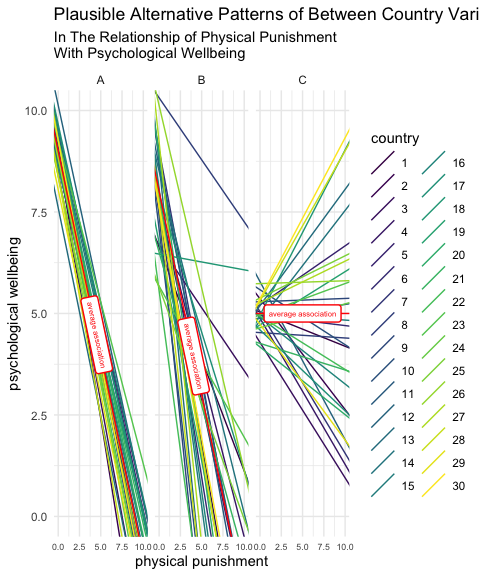 Plausible Alternative Patterns of Between Country Vari
In The Relationship of Physical Punishment
With Psychological Wellbeing
A B C
country
10.0
7.5
5.0
2.5
0.0
psychological wellbeing
average association
average association
average association
1 16
2 17
3 18
4 19
5 20
6 21
7 22
8 23
9 24
10 25
11 26
12 27
13 28
14 29
15 30
0.0 2.5 5.0 7.5 10.0 0.0 2.5 5.0 7.5 10.0 0.0 2.5 5.0 7.5 10.0
physical punishment